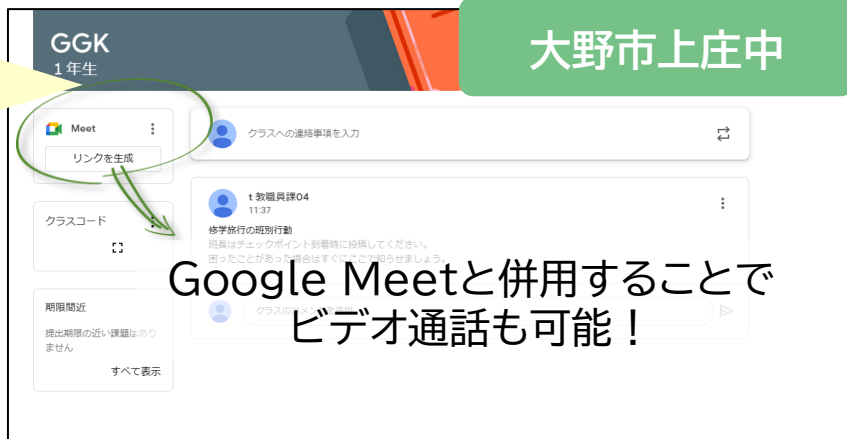 GGK
1年生
大野市上庄中
Meet
リンクを生成
クラスへの連絡事項を入力
クラスコード
t 教職員課04
11:37
修学旅行の班別行動
班長はチェックポイント到着時に投稿してください。
困ったことがあった場合はすぐにここで知らせましょう。
Google Meetと併用することで
ビデオ通話も可能！
期限間近
提出期限の近い課題はあり
ません
すべて表示